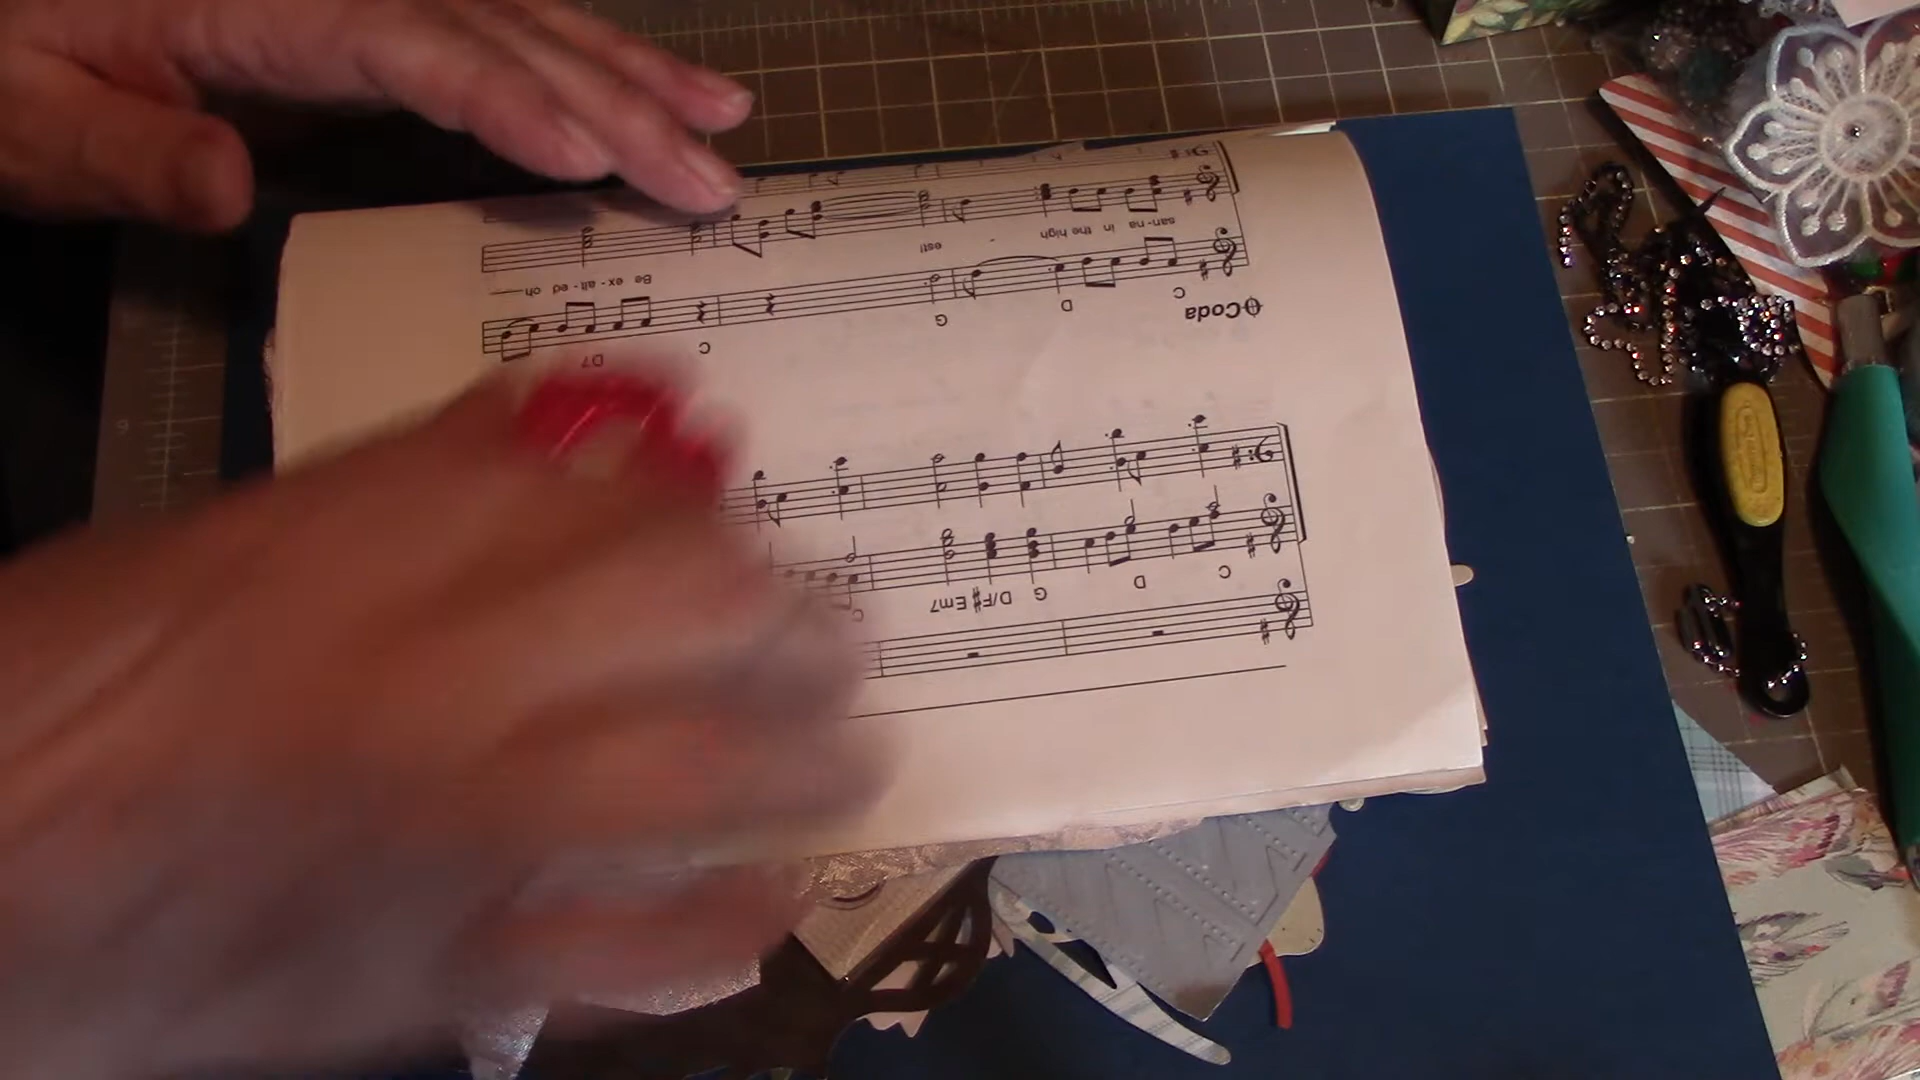 C D G D/F# Em7 C
Coda
C D G C D7
san-na in the high - est! Be ex-alt-ed oh